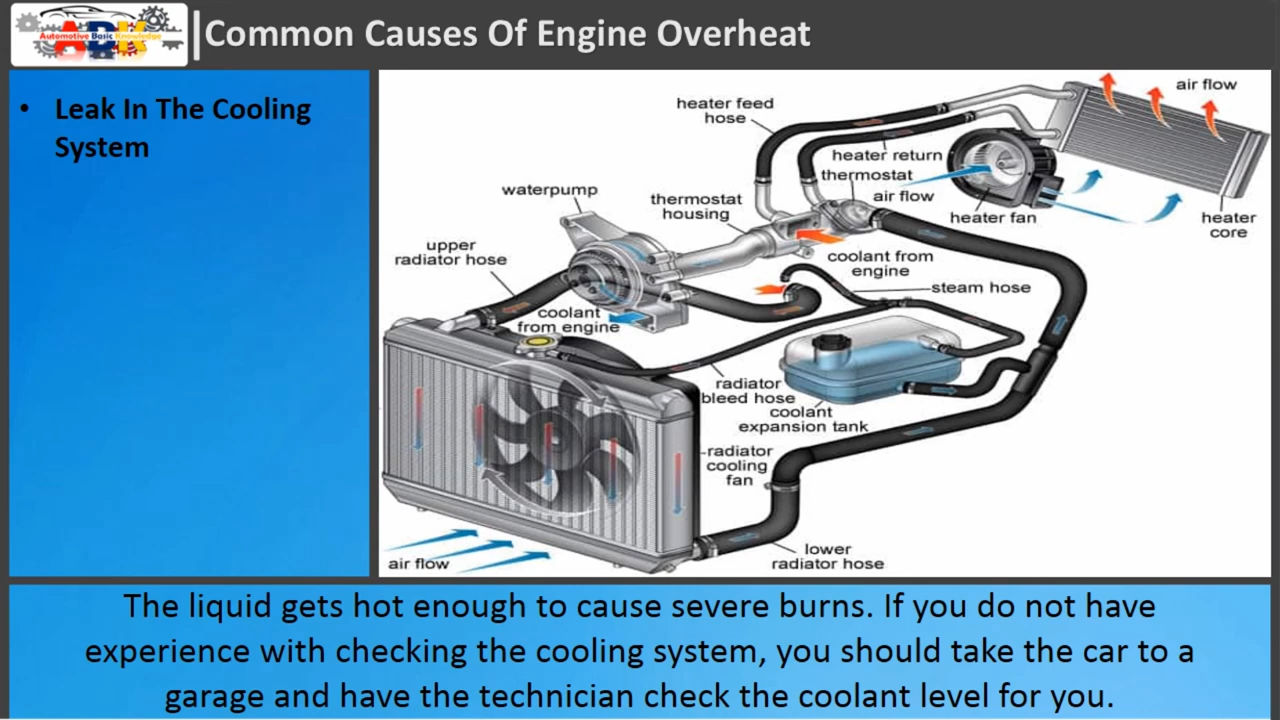 Automotive Basic Knowledge
ABK
Common Causes Of Engine Overheat
• Leak In The Cooling
System
air flow
heater feed
hose
heater return
thermostat
air flow
heater fan
heater
core
waterpump
thermostat
housing
upper
radiator hose
coolant from
engine
steam hose
coolant
from engine
radiator
bleed hose
coolant
expansion tank
radiator
cooling
fan
air flow
lower
radiator hose
The liquid gets hot enough to cause severe burns. If you do not have
experience with checking the cooling system, you should take the car to a
garage and have the technician check the coolant level for you.